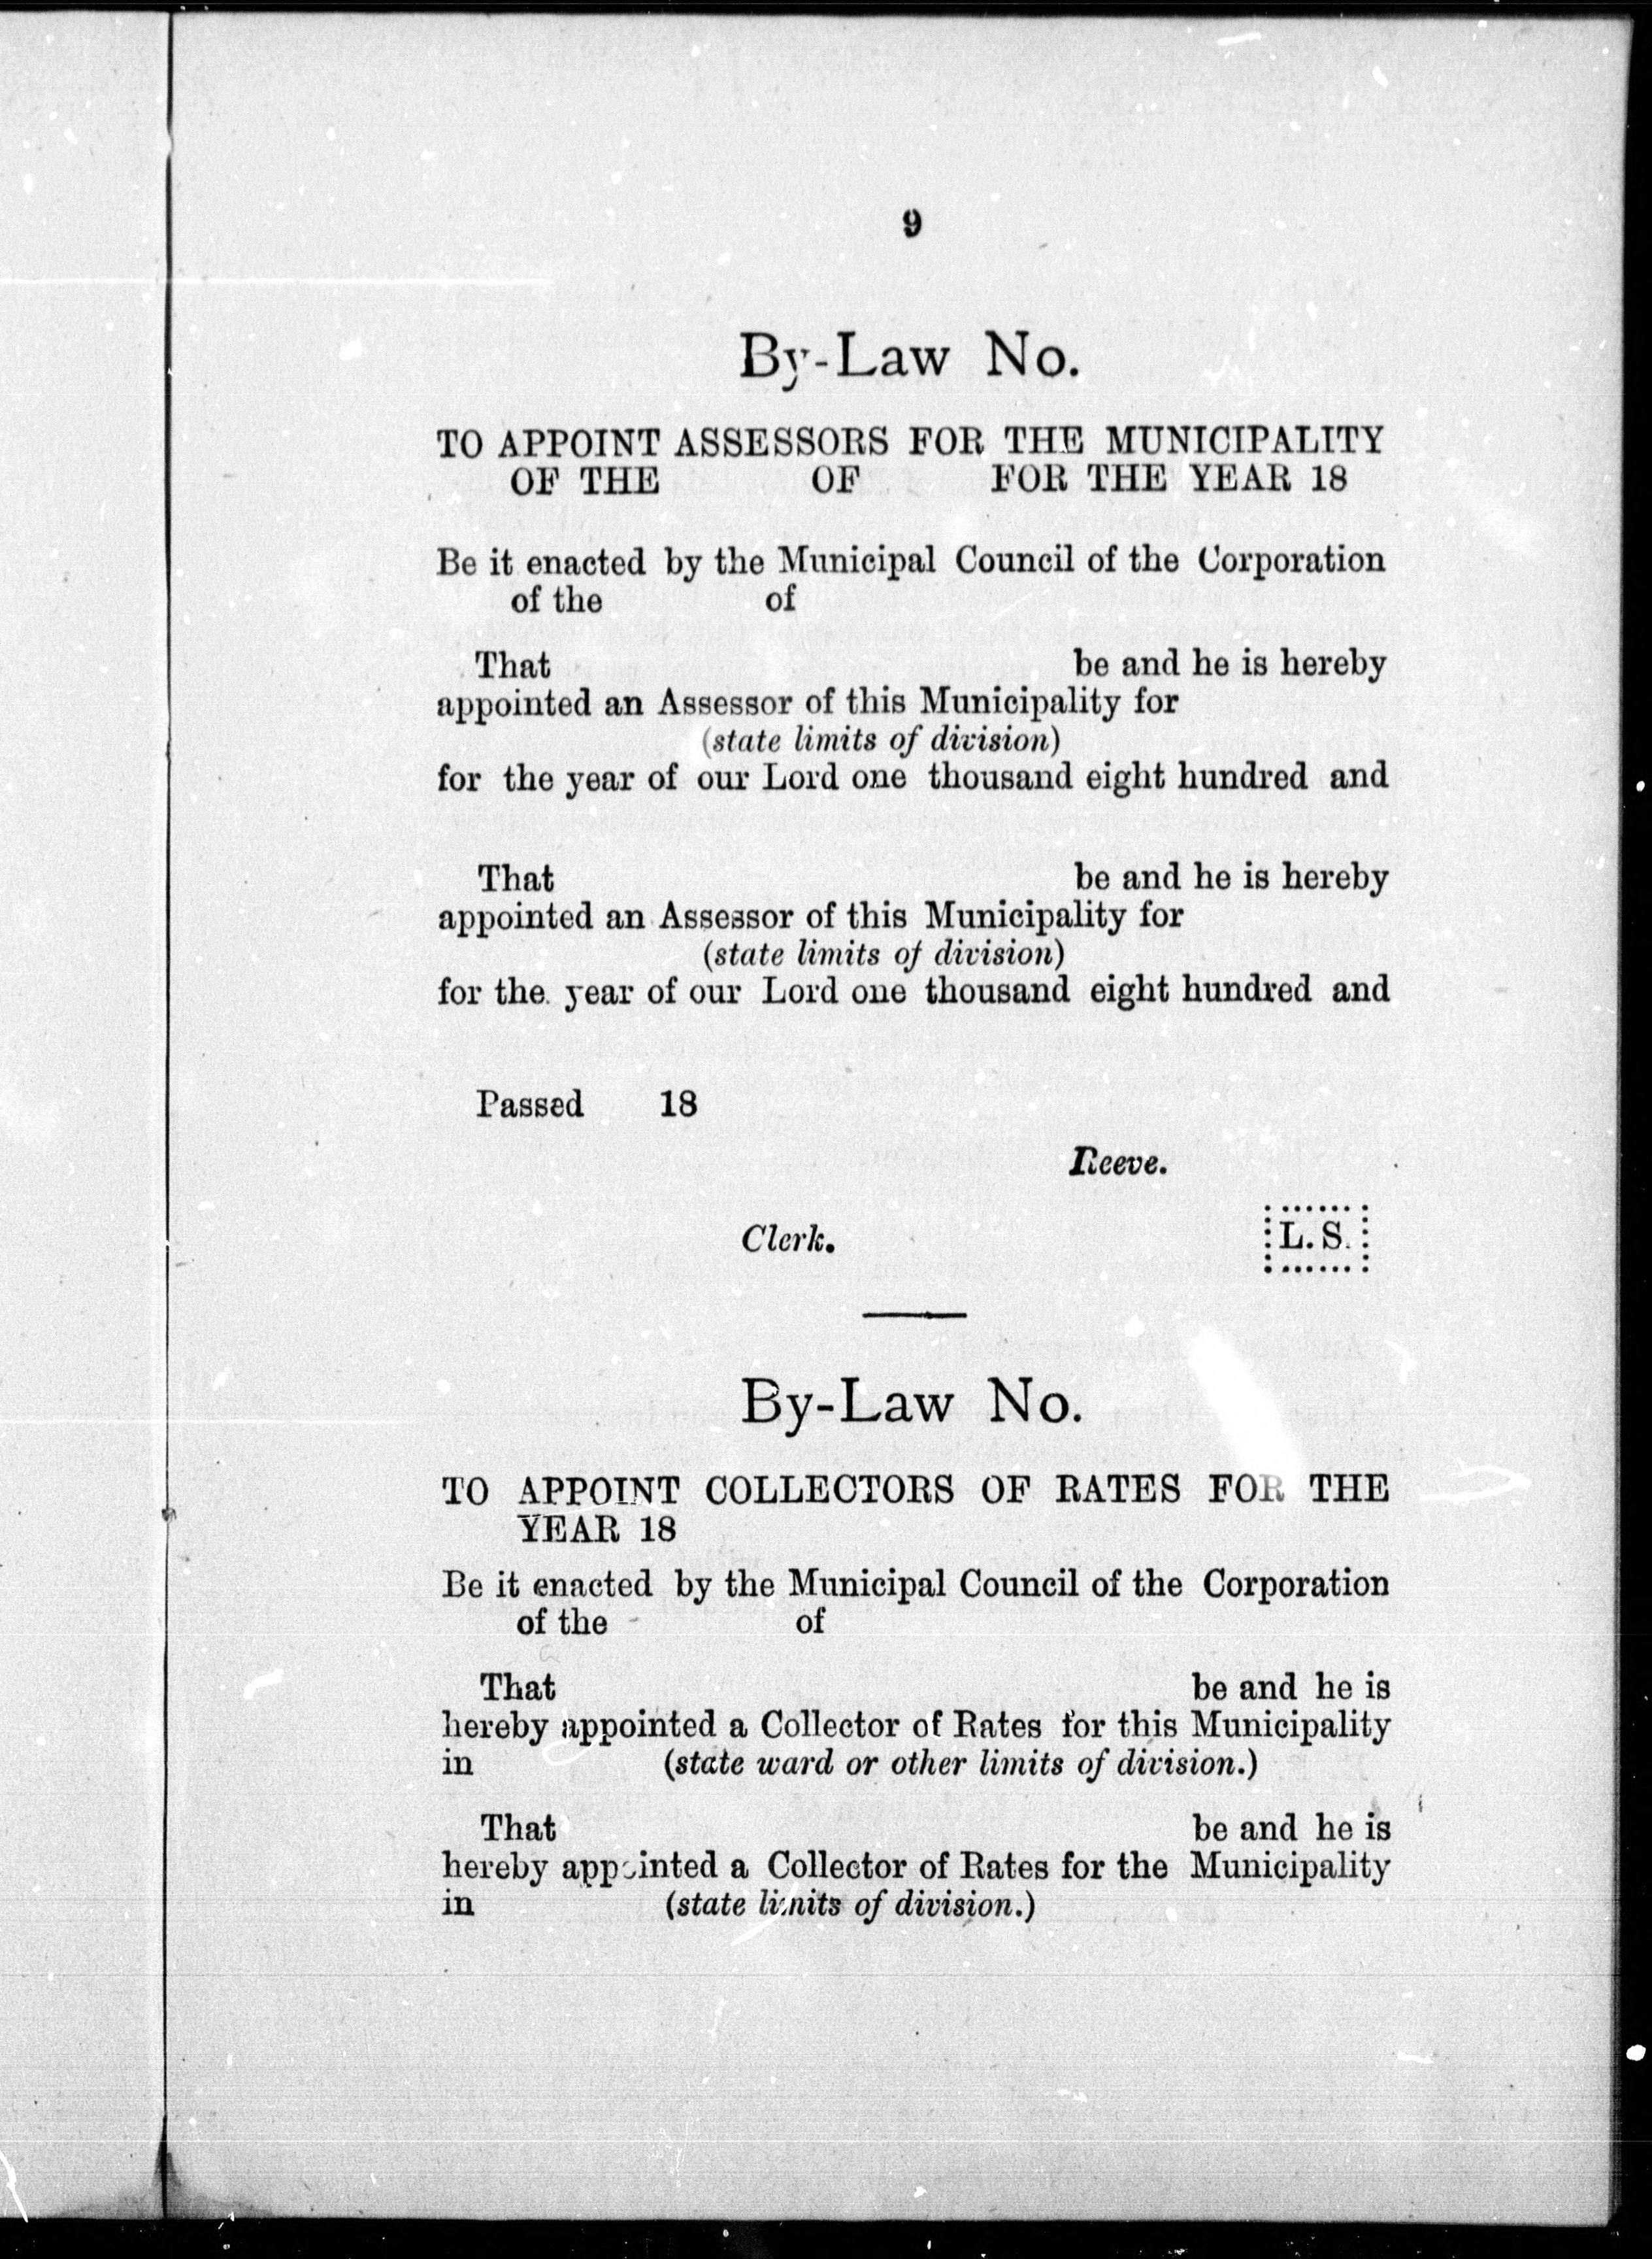 9
By-Law No.
TO APPOINT ASSESSORS FOR THE MUNICIPALITY
OF THE OF FOR THE YEAR 18
Be it enacted by the Municipal Council of the Corporation
of the of
That be and he is hereby
appointed an Assessor of this Municipality for
(state limits of division)
for the year of our Lord one thousand eight hundred and
That be and he is hereby
appointed an Assessor of this Municipality for
(state limits of division)
for the year of our Lord one thousand eight hundred and
Passed 18
Reeve.
Clerk. L. S.
By-Law No.
TO APPOINT COLLECTORS OF RATES FOR THE
YEAR 18
Be it enacted by the Municipal Council of the Corporation
of the of
That be and he is
hereby appointed a Collector of Rates for this Municipality
in (state ward or other limits of division.)
That be and he is
hereby appointed a Collector of Rates for the Municipality
in (state limits of division.)